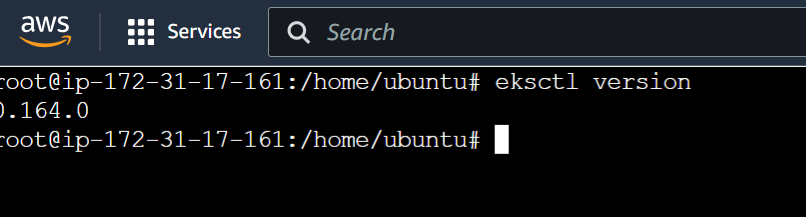 aws
Services
Search
root@ip-172-31-17-161:/home/ubuntu# eksctl version
0.164.0
root@ip-172-31-17-161:/home/ubuntu#